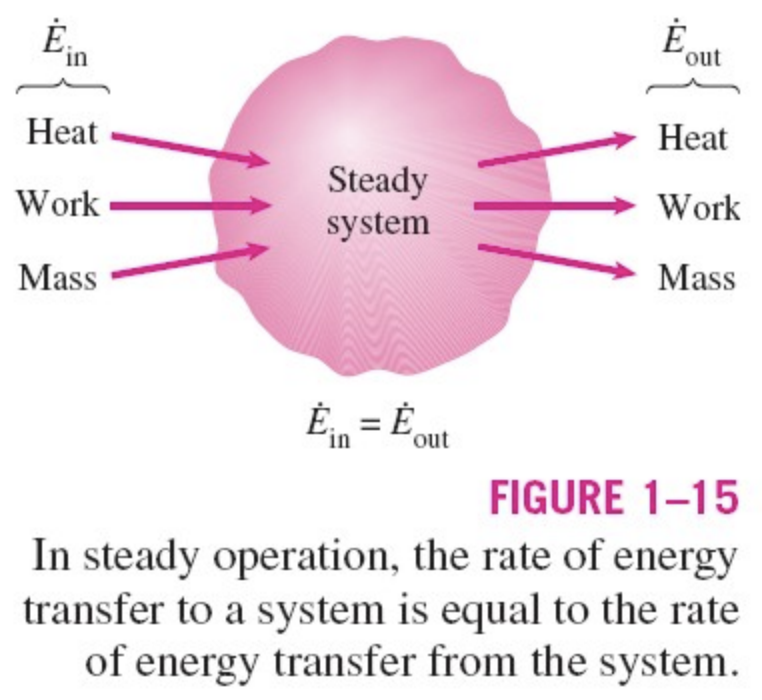 Ėin Ėout
Heat Heat
Work Steady system Work
Mass Mass
Ėin = Ėout
FIGURE 1–15
In steady operation, the rate of energy
transfer to a system is equal to the rate
of energy transfer from the system.